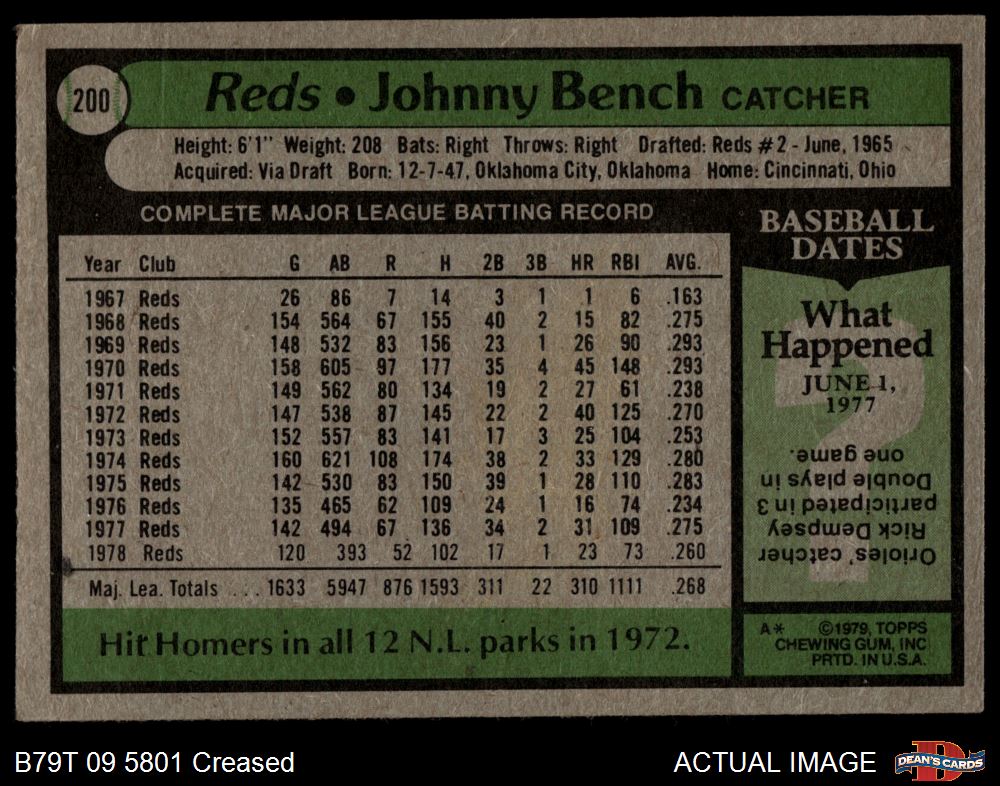 200
Reds • Johnny Bench CATCHER
Height: 6'1" Weight: 208 Bats: Right Throws: Right Drafted: Reds #2 - June, 1965
Acquired: Via Draft Born: 12-7-47, Oklahoma City, Oklahoma Home: Cincinnati, Ohio
COMPLETE MAJOR LEAGUE BATTING RECORD
Year Club G AB R H 2B 3B HR RBI AVG.
1967 Reds 26 86 7 14 3 1 1 6 .163
1968 Reds 154 564 67 155 40 2 15 82 .275
1969 Reds 148 532 83 156 23 1 26 90 .293
1970 Reds 158 605 97 177 35 4 45 148 .293
1971 Reds 149 562 80 134 19 2 27 61 .238
1972 Reds 147 538 87 145 22 2 40 125 .270
1973 Reds 152 557 83 141 17 3 25 104 .253
1974 Reds 160 621 108 174 38 2 33 129 .280
1975 Reds 142 530 83 150 39 1 28 110 .283
1976 Reds 135 465 62 109 24 1 16 74 .234
1977 Reds 142 494 67 136 34 2 31 109 .275
1978 Reds 120 393 52 102 17 1 23 73 .260
Maj. Lea. Totals ... 1633 5947 876 1593 311 22 310 1111 .268
Hit Homers in all 12 N.L. parks in 1972.
BASEBALL
DATES
What
Happened
JUNE 1,
1977
Orioles' catcher
Rick Dempsey
participated in 3
Double plays in
one game.
A* ©1979, TOPPS
CHEWING GUM, INC
PRTD. IN U.S.A.
B79T 09 5801 Creased
ACTUAL IMAGE
DEAN'S CARDS